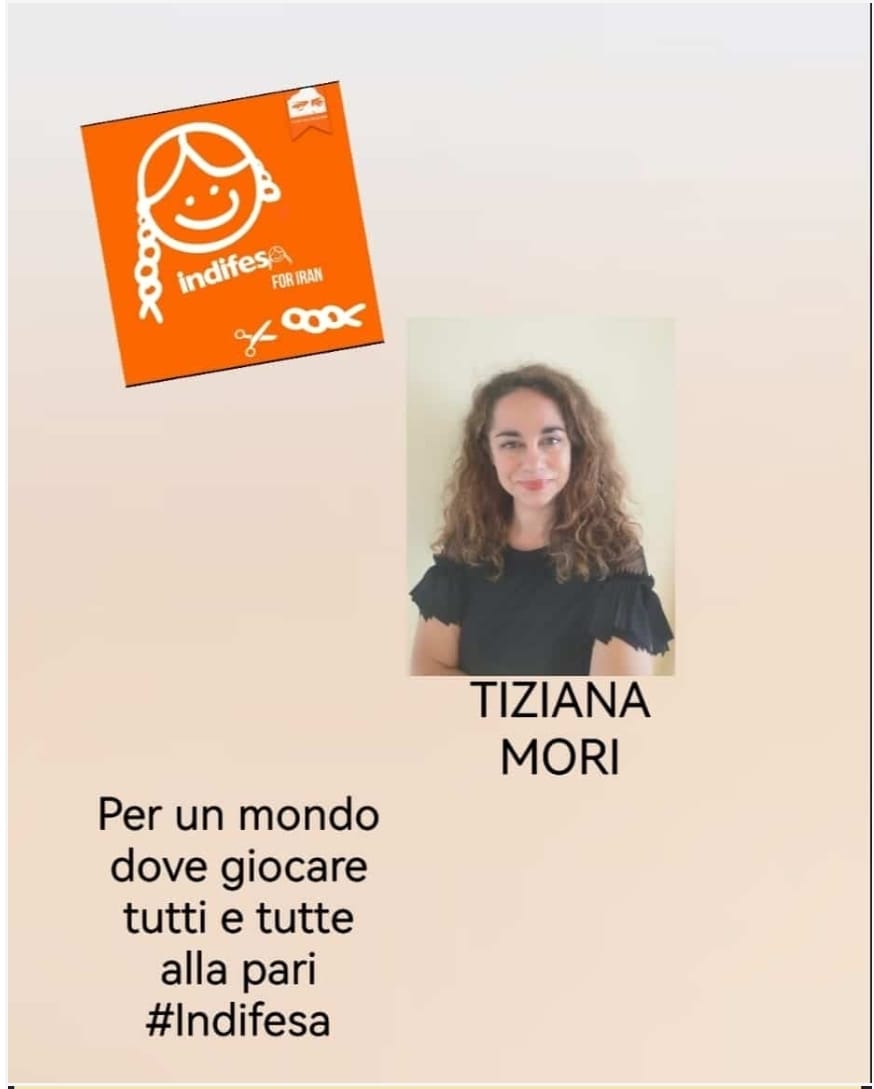 indifesa
FOR IRAN
TIZIANA
MORI
Per un mondo
dove giocare
tutti e tutte
alla pari
#Indifesa